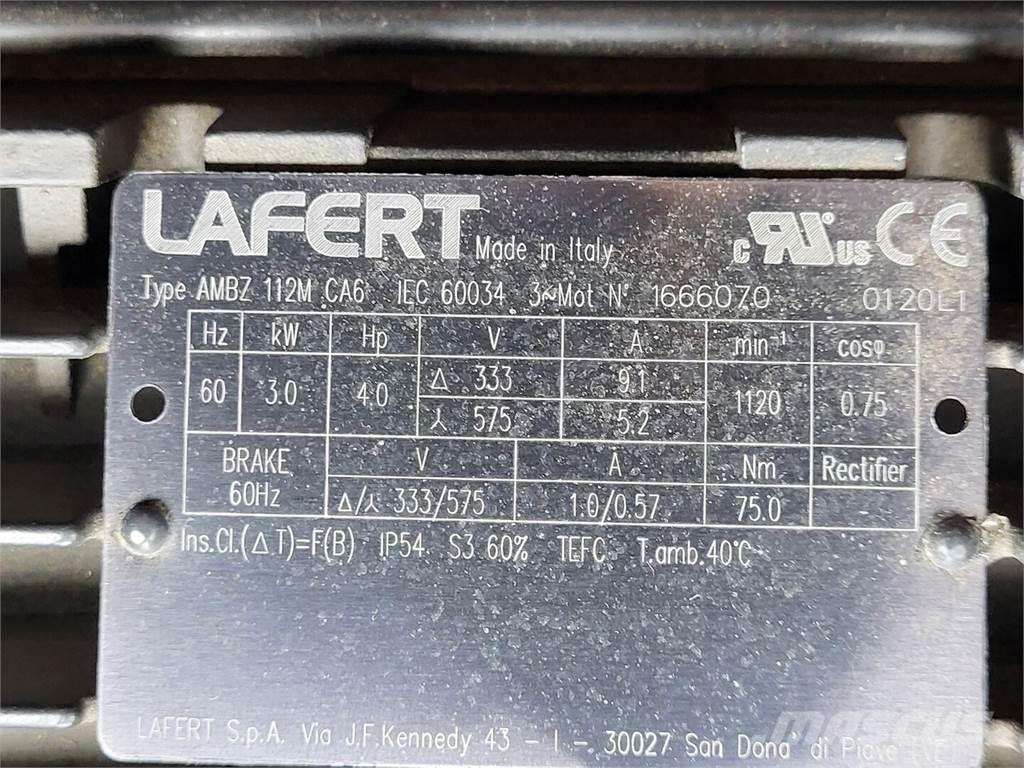 LAFERT Made in Italy c RU us CE
Type AMBZ 112M CA6 IEC 60034 3~Mot N° 1666070 0120L1
Hz kW Hp V A min⁻¹ cosφ
60 3.0 4.0 Δ 333 9.1 1120 0.75
⅄ 575 5.2
BRAKE 60Hz V A Nm Rectifier
Δ/⅄ 333/575 1.0/0.57 75.0
Ins.Cl.(ΔT)=F(B) IP54 S3 60% TEFC T.amb.40°C
LAFERT S.p.A. Via J.F.Kennedy 43 - I - 30027 San Dona' di Piave
MASCUS